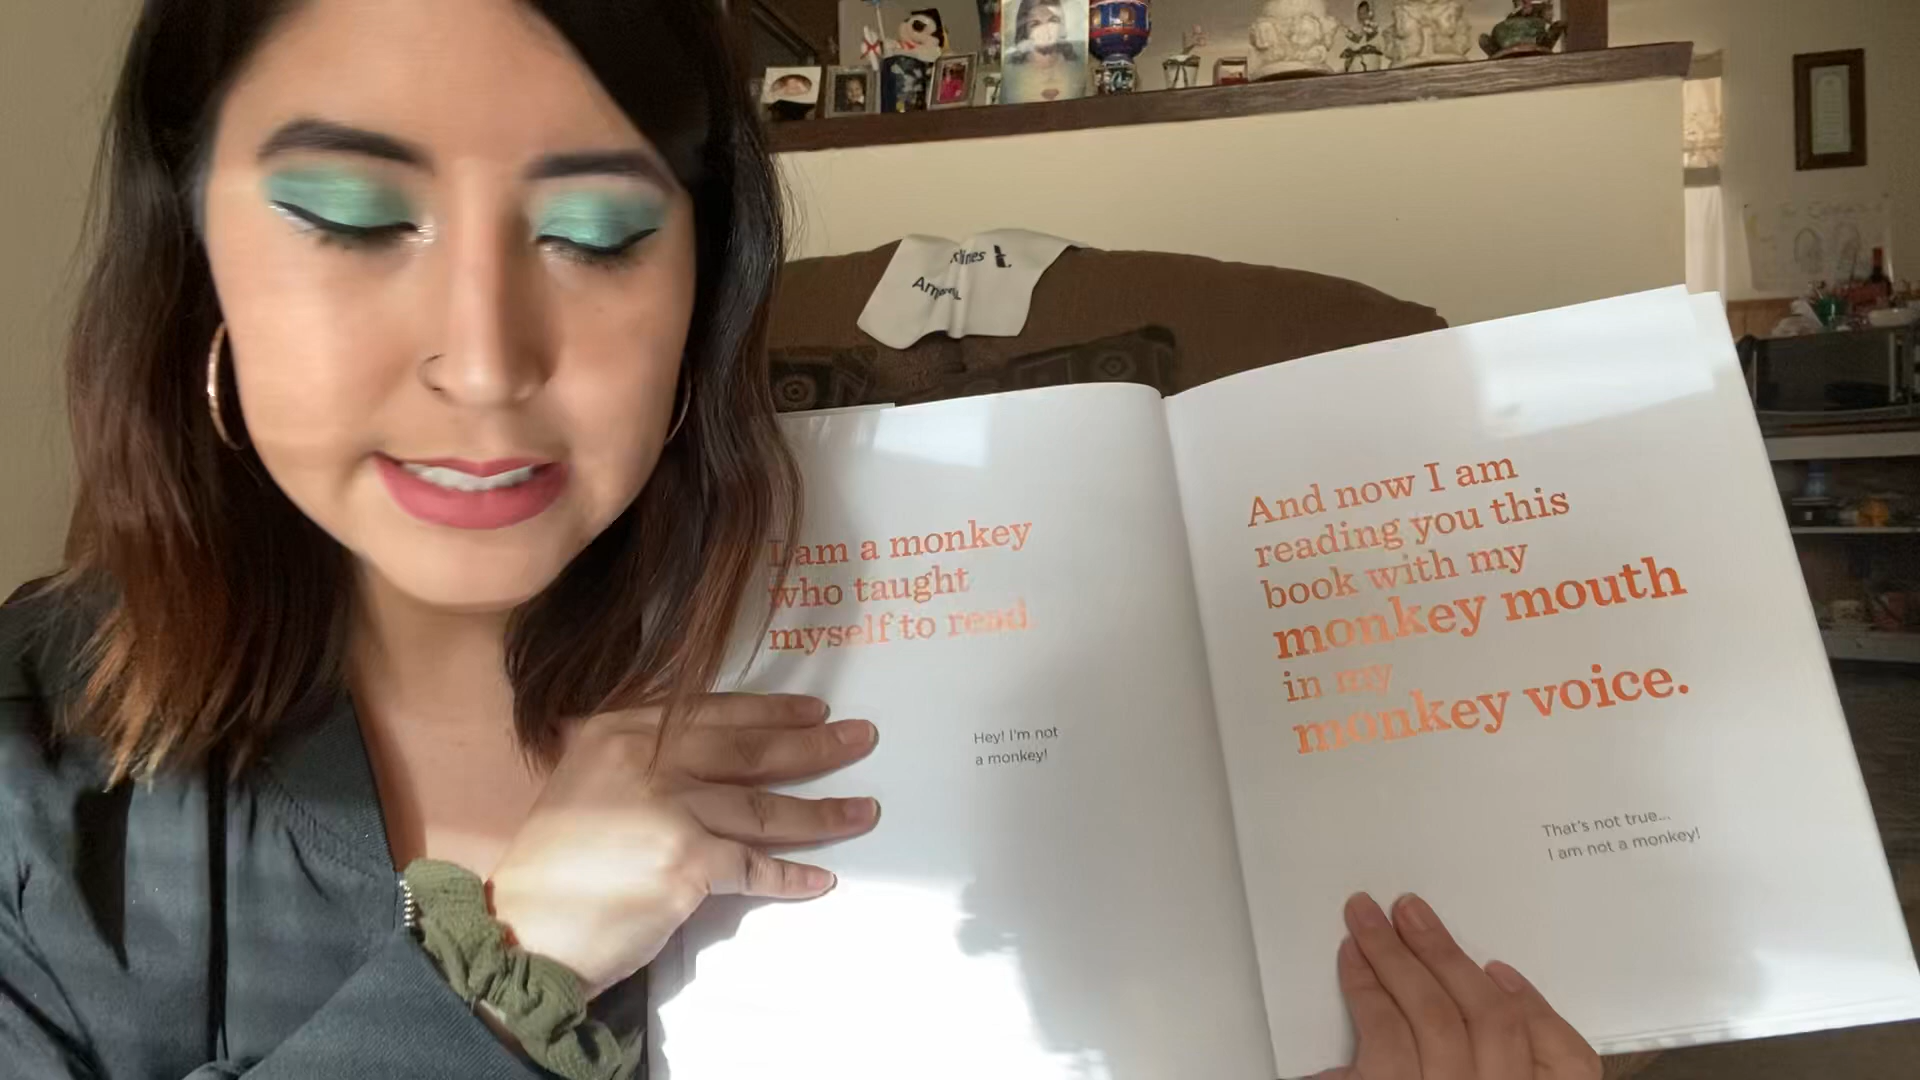 I am a monkey
who taught
myself to read.
Hey! I'm not
a monkey!
And now I am
reading you this
book with my
monkey mouth
in my
monkey voice.
That's not true...
I am not a monkey!